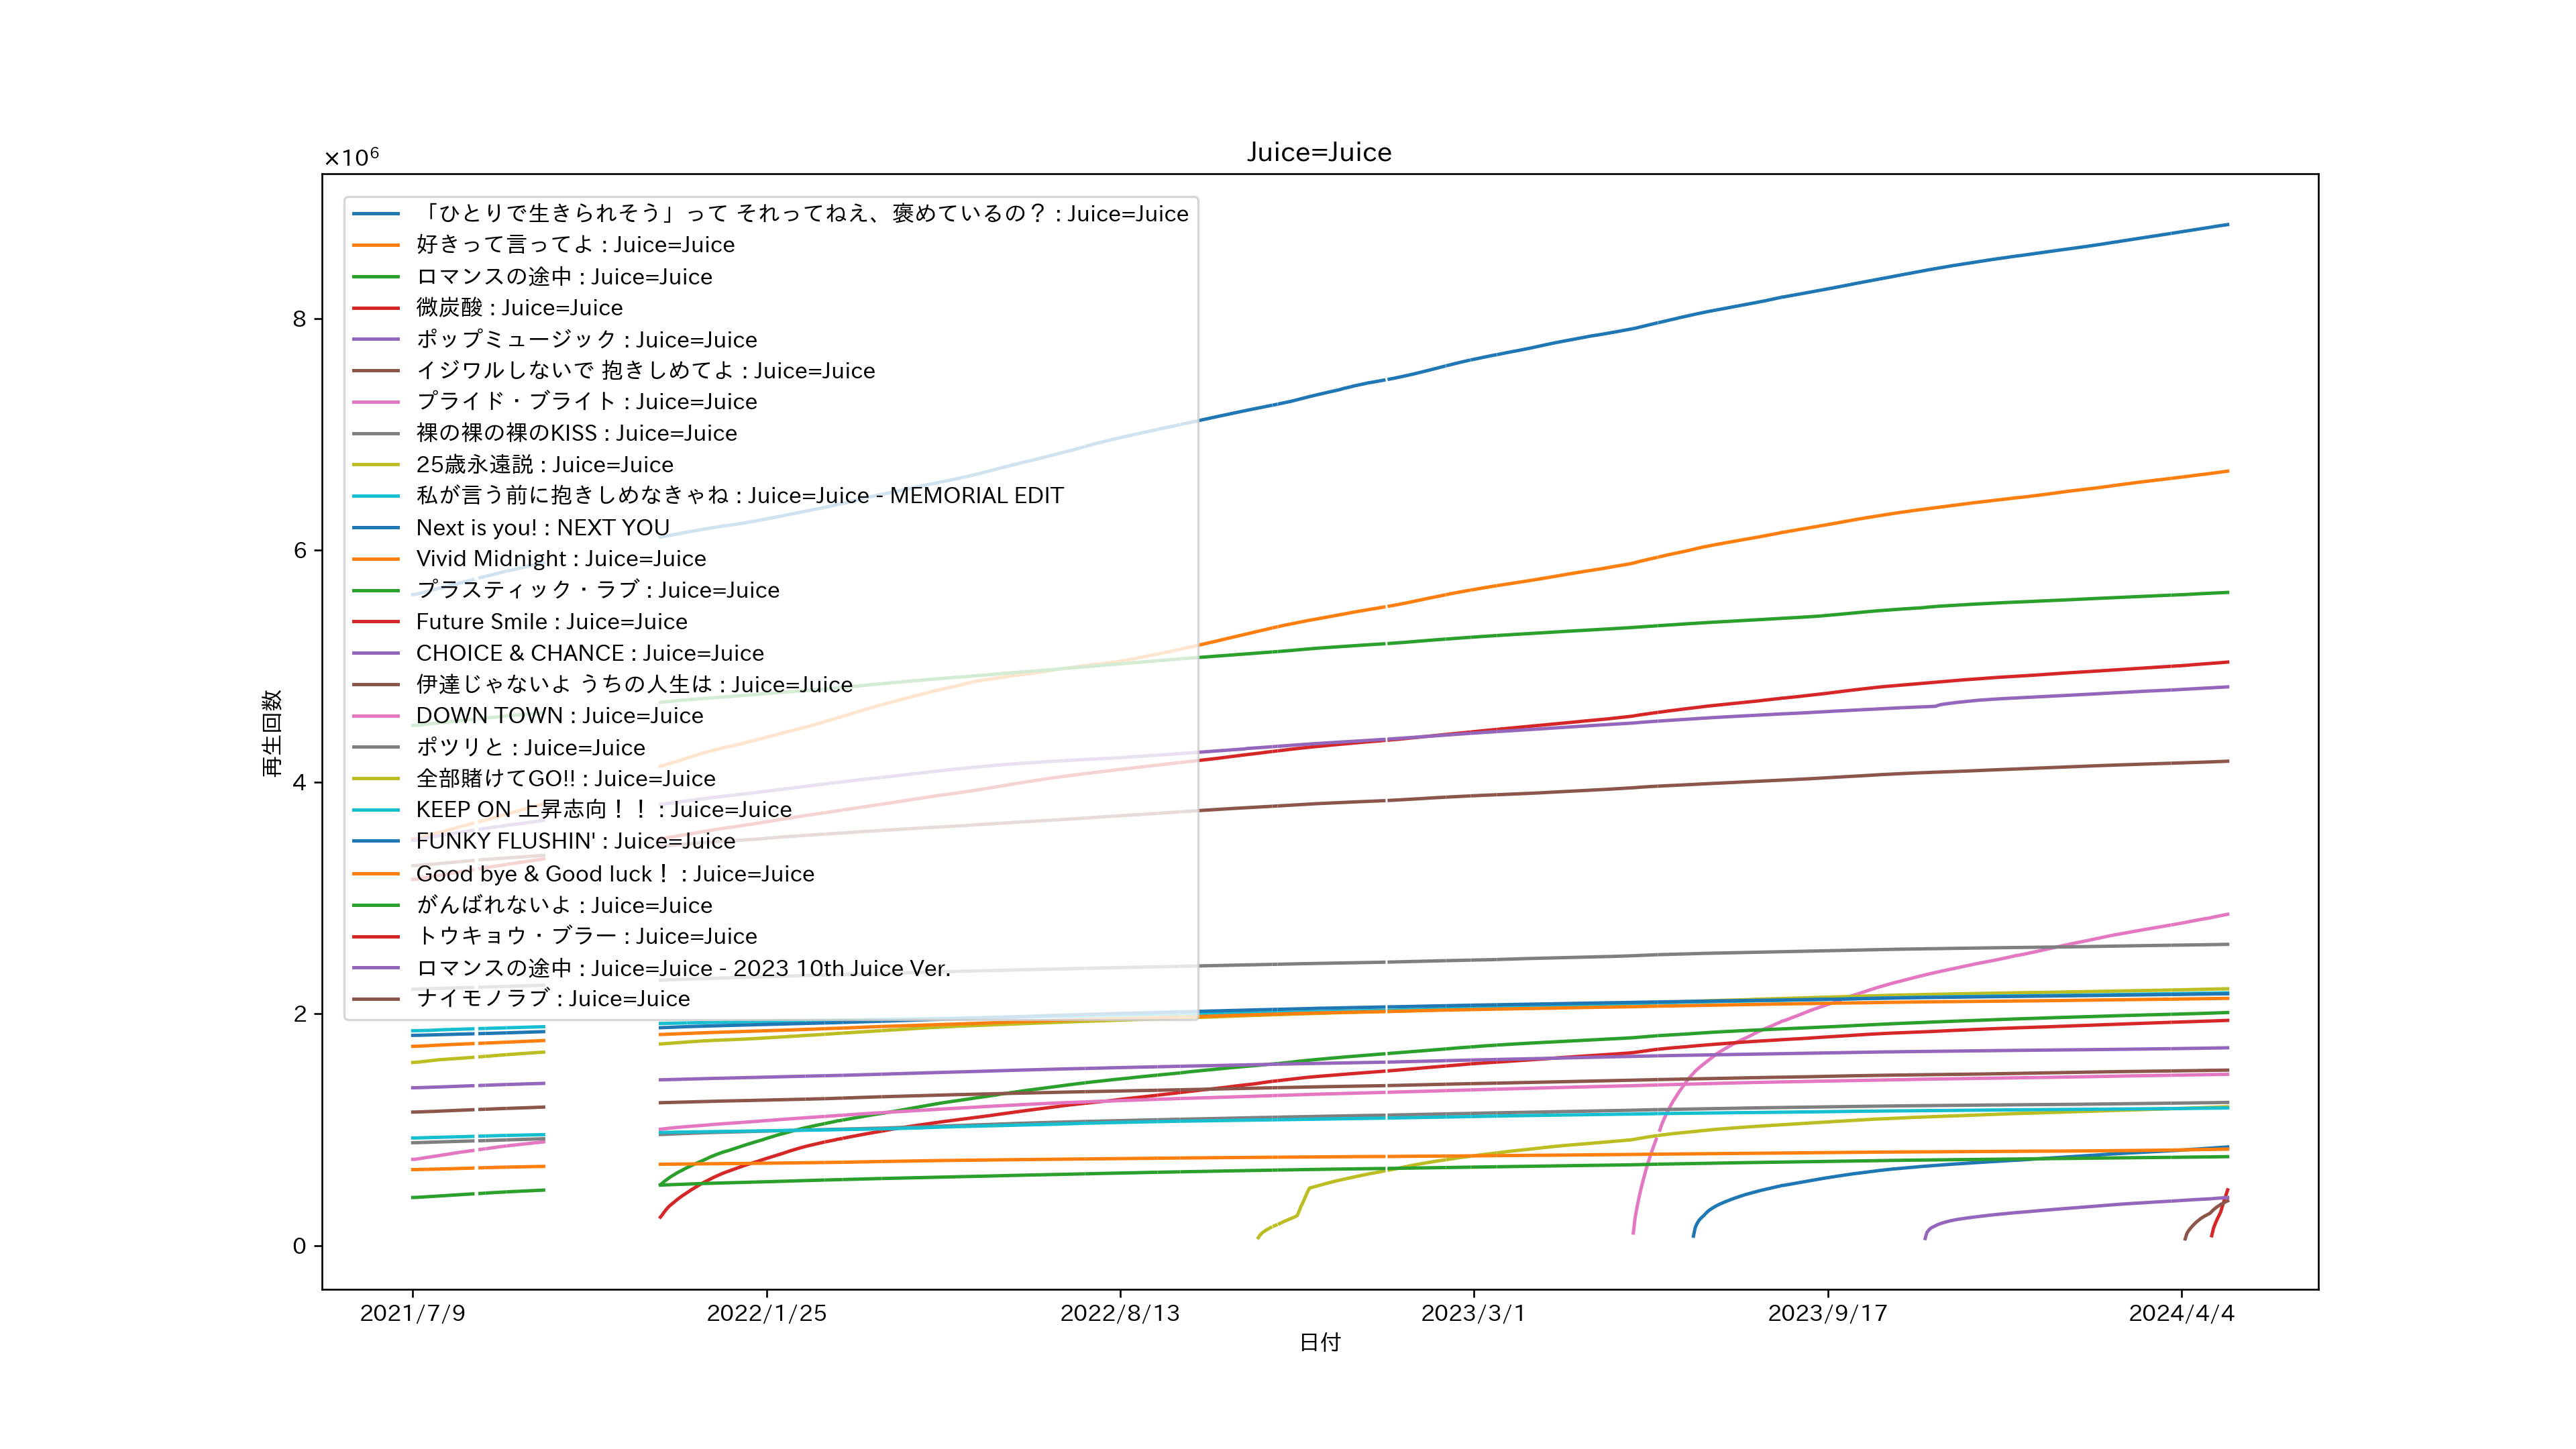 Juice=Juice
×10⁶
「ひとりで生きられそう」って それってねえ、褒めているの？ : Juice=Juice
好きって言ってよ : Juice=Juice
ロマンスの途中 : Juice=Juice
微炭酸 : Juice=Juice
ポップミュージック : Juice=Juice
イジワルしないで 抱きしめてよ : Juice=Juice
プライド・ブライト : Juice=Juice
裸の裸の裸のKISS : Juice=Juice
25歳永遠説 : Juice=Juice
私が言う前に抱きしめなきゃね : Juice=Juice - MEMORIAL EDIT
Next is you! : NEXT YOU
Vivid Midnight : Juice=Juice
プラスティック・ラブ : Juice=Juice
Future Smile : Juice=Juice
CHOICE & CHANCE : Juice=Juice
伊達じゃないよ うちの人生は : Juice=Juice
DOWN TOWN : Juice=Juice
ポツリと : Juice=Juice
全部賭けてGO!! : Juice=Juice
KEEP ON 上昇志向！！ : Juice=Juice
FUNKY FLUSHIN' : Juice=Juice
Good bye & Good luck！ : Juice=Juice
がんばれないよ : Juice=Juice
トウキョウ・ブラー : Juice=Juice
ロマンスの途中 : Juice=Juice - 2023 10th Juice Ver.
ナイモノラブ : Juice=Juice
8
6
4
2
0
再生回数
2021/7/9
2022/1/25
2022/8/13
2023/3/1
2023/9/17
2024/4/4
日付